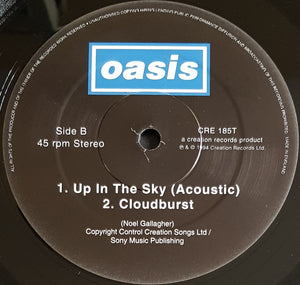 oasis
Side B
45 rpm Stereo
CRE 185T
a creation records product
℗ & © 1994 Creation Records Ltd
1. Up In The Sky (Acoustic)
2. Cloudburst
(Noel Gallagher)
Copyright Control Creation Songs Ltd /
Sony Music Publishing